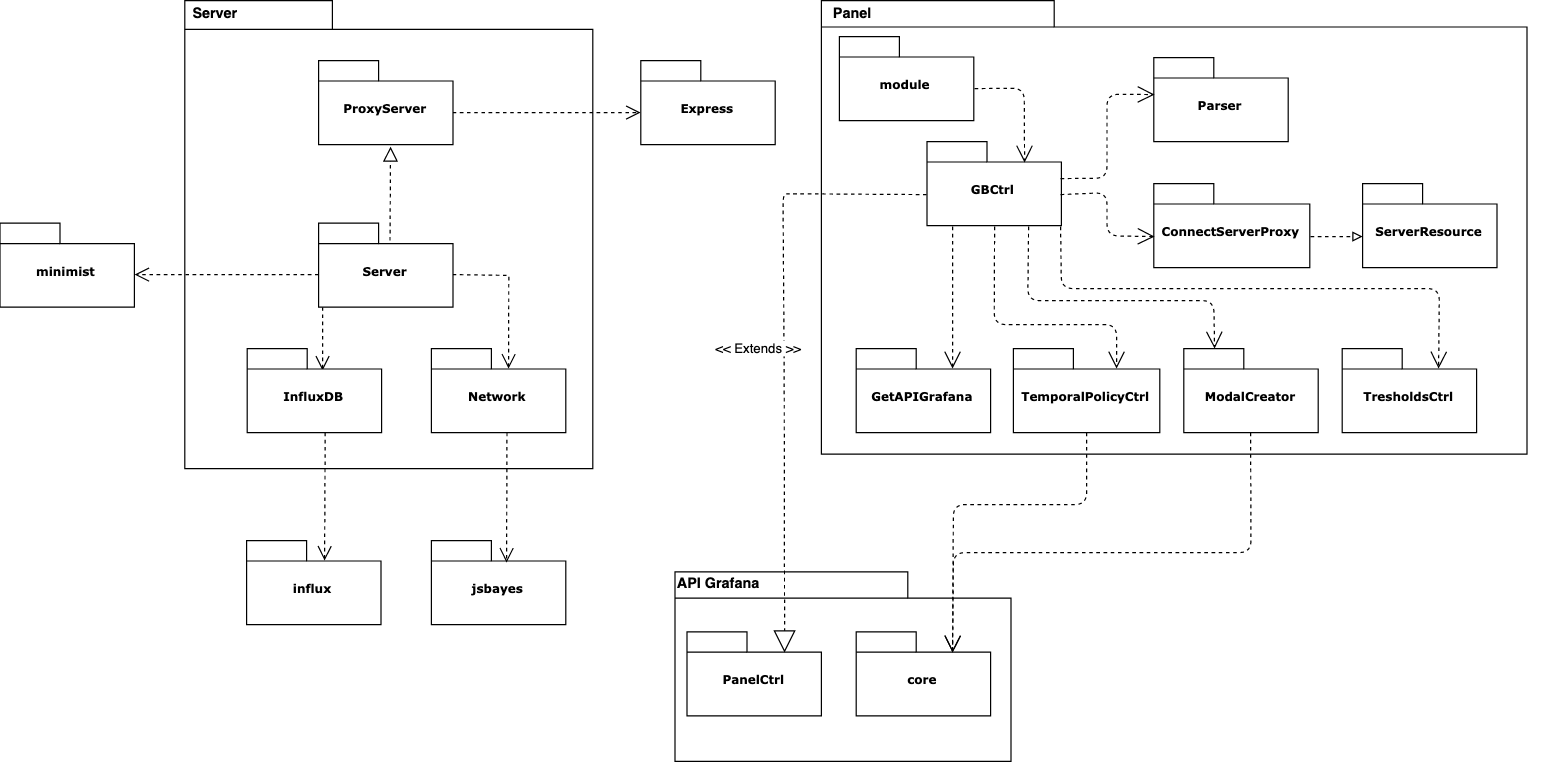 Server
Panel
module
ProxyServer
Express
Parser
GBCtrl
ConnectServerProxy
ServerResource
minimist
Server
<< Extends >>
InfluxDB
Network
GetAPIGrafana
TemporalPolicyCtrl
ModalCreator
TresholdsCtrl
influx
jsbayes
API Grafana
PanelCtrl
core